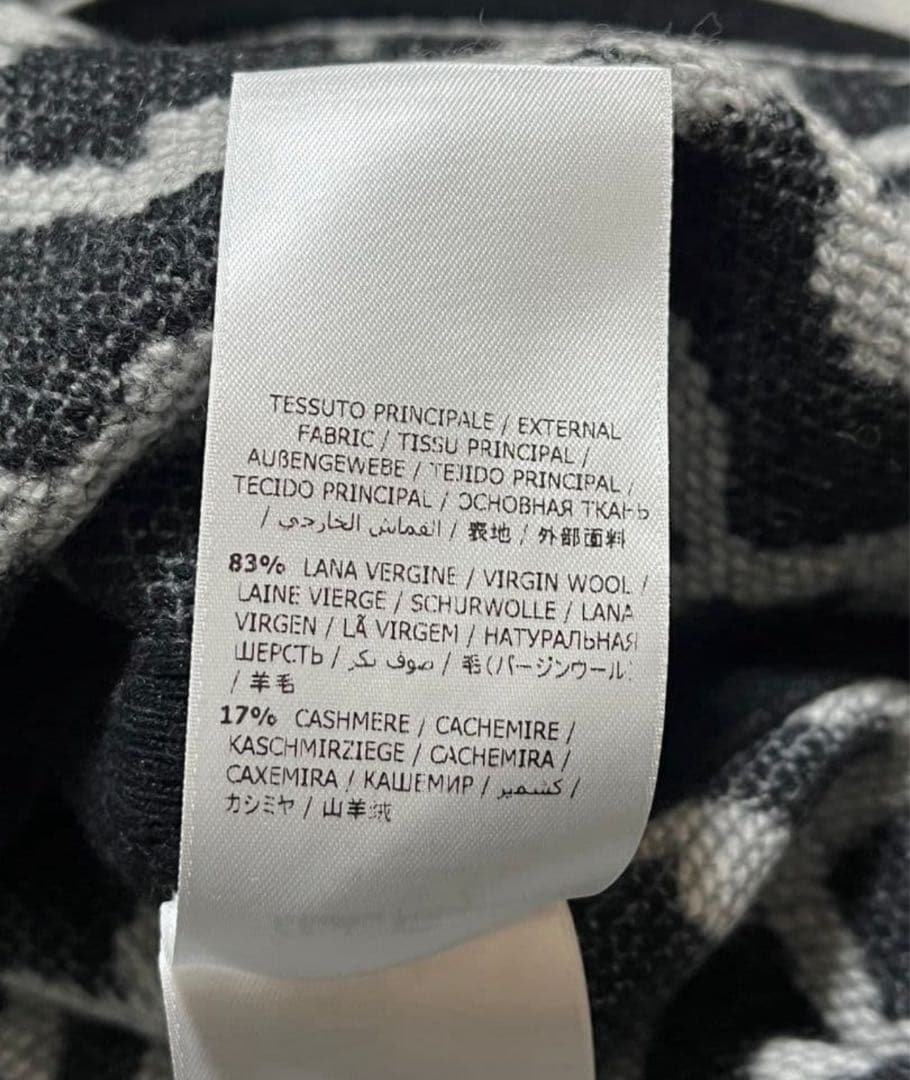 TESSUTO PRINCIPALE / EXTERNAL
FABRIC / TISSU PRINCIPAL /
AUßENGEWEBE / TEJIDO PRINCIPAL /
TECIDO PRINCIPAL / ОСНОВНАЯ ТКАНЬ
/ القماش الخارجي / 表地 / 外部面料
83% LANA VERGINE / VIRGIN WOOL /
LAINE VIERGE / SCHURWOLLE / LANA
VIRGEN / LÃ VIRGEM / НАТУРАЛЬНАЯ
ШЕРСТЬ / صوف بكر / 毛(バージンウール)
/ 羊毛
17% CASHMERE / CACHEMIRE /
KASCHMIRZIEGE / CACHEMIRA /
CAXEMIRA / КАШЕМИР / كشمير /
カシミヤ / 山羊绒